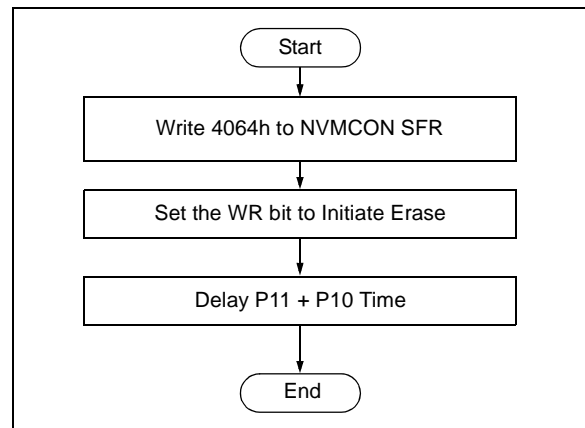 Start
Write 4064h to NVMCON SFR
Set the WR bit to Initiate Erase
Delay P11 + P10 Time
End